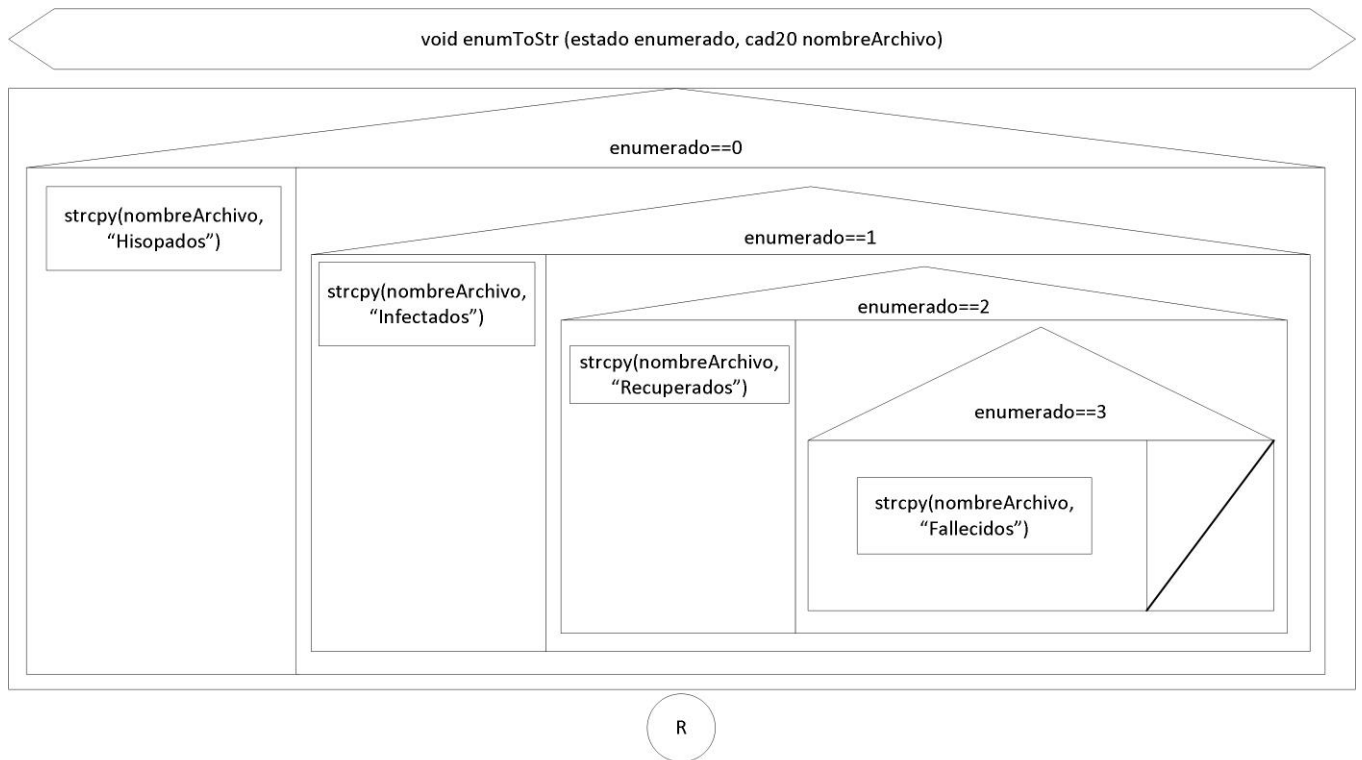 void enumToStr (estado enumerado, cad20 nombreArchivo)
enumerado==0
strcpy(nombreArchivo,
“Hisopados”)
enumerado==1
strcpy(nombreArchivo,
“Infectados”)
enumerado==2
strcpy(nombreArchivo,
“Recuperados”)
enumerado==3
strcpy(nombreArchivo,
“Fallecidos”)
R